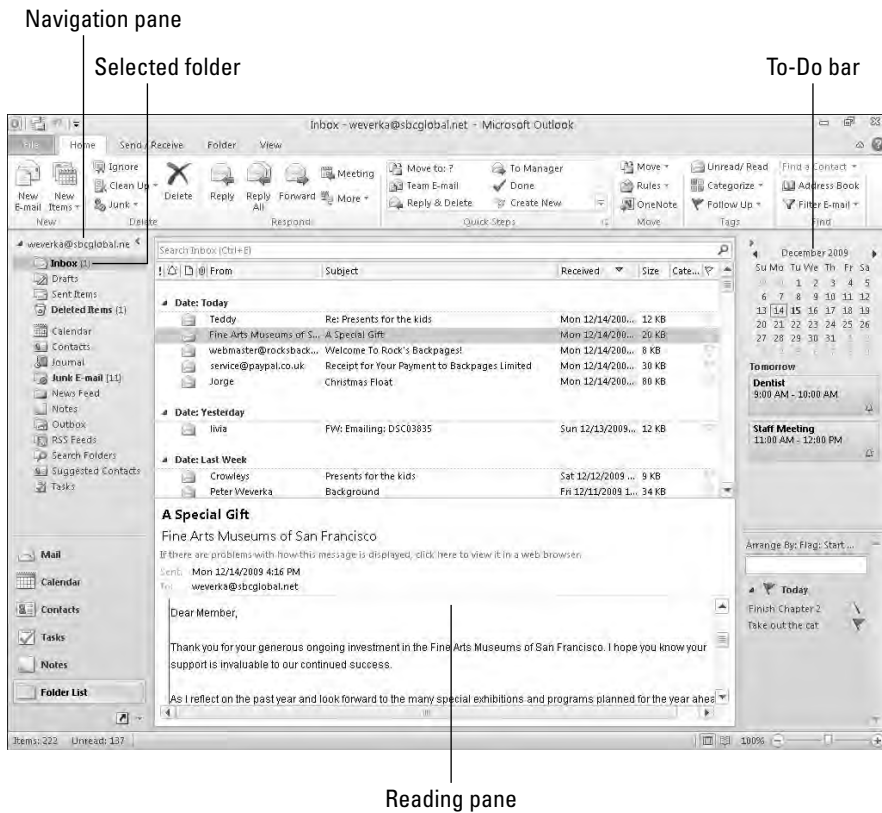 Navigation pane
Selected folder
To-Do bar
Inbox - weverka@sbcglobal.net - Microsoft Outlook
File Home Send / Receive Folder View
New E-mail
New Items
New
Ignore
Clean Up
Junk
Delete
Delete
Reply
Reply All
Forward
Meeting
More
Respond
Move to: ?
Team E-mail
Reply & Delete
To Manager
Done
Create New
Quick Steps
Move
Rules
OneNote
Move
Unread/ Read
Categorize
Follow Up
Tags
Find a Contact
Address Book
Filter E-mail
Find
weverka@sbcglobal.ne
Inbox (1)
Drafts
Sent Items
Deleted Items (1)
Calendar
Contacts
Journal
Junk E-mail (11)
News Feed
Notes
Outbox
RSS Feeds
Search Folders
Suggested Contacts
Tasks
Mail
Calendar
Contacts
Tasks
Notes
Folder List
Search Inbox (Ctrl+E)
! From Subject Received Size Cate...
Date: Today
Teddy Re: Presents for the kids Mon 12/14/200... 12 KB
Fine Arts Museums of S... A Special Gift Mon 12/14/200... 20 KB
webmaster@rocksback... Welcome To Rock's Backpages! Mon 12/14/200... 8 KB
service@paypal.co.uk Receipt for Your Payment to Backpages Limited Mon 12/14/200... 30 KB
Jorge Christmas Float Mon 12/14/200... 80 KB
Date: Yesterday
livia FW: Emailing: DSC03835 Sun 12/13/2009... 12 KB
Date: Last Week
Crowleys Presents for the kids Sat 12/12/2009 ... 9 KB
Peter Weverka Background Fri 12/11/2009 1... 34 KB
A Special Gift
Fine Arts Museums of San Francisco
If there are problems with how this message is displayed, click here to view it in a web browser.
Sent: Mon 12/14/2009 4:16 PM
To: weverka@sbcglobal.net
Dear Member,
Thank you for your generous ongoing investment in the Fine Arts Museums of San Francisco. I hope you know your
support is invaluable to our continued success.
As I reflect on the past year and look forward to the many special exhibitions and programs planned for the year ahea
December 2009
Su Mo Tu We Th Fr Sa
1 2 3 4 5
6 7 8 9 10 11 12
13 14 15 16 17 18 19
20 21 22 23 24 25 26
27 28 29 30 31
Tomorrow
Dentist
9:00 AM - 10:00 AM
Staff Meeting
11:00 AM - 12:00 PM
Arrange By: Flag: Start ...
Today
Finish Chapter 2
Take out the cat
Items: 222 Unread: 137
100%
Reading pane